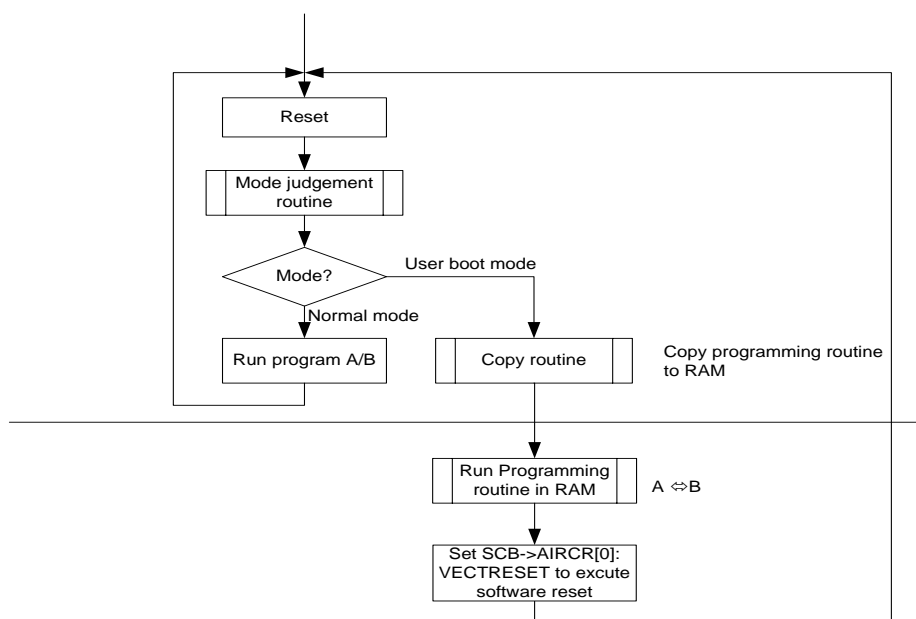 Reset
Mode judgement
routine
Mode?
User boot mode
Normal mode
Run program A/B
Copy routine
Copy programming routine
to RAM
Run Programming
routine in RAM
A ⇔B
Set SCB->AIRCR[0]:
VECTRESET to excute
software reset